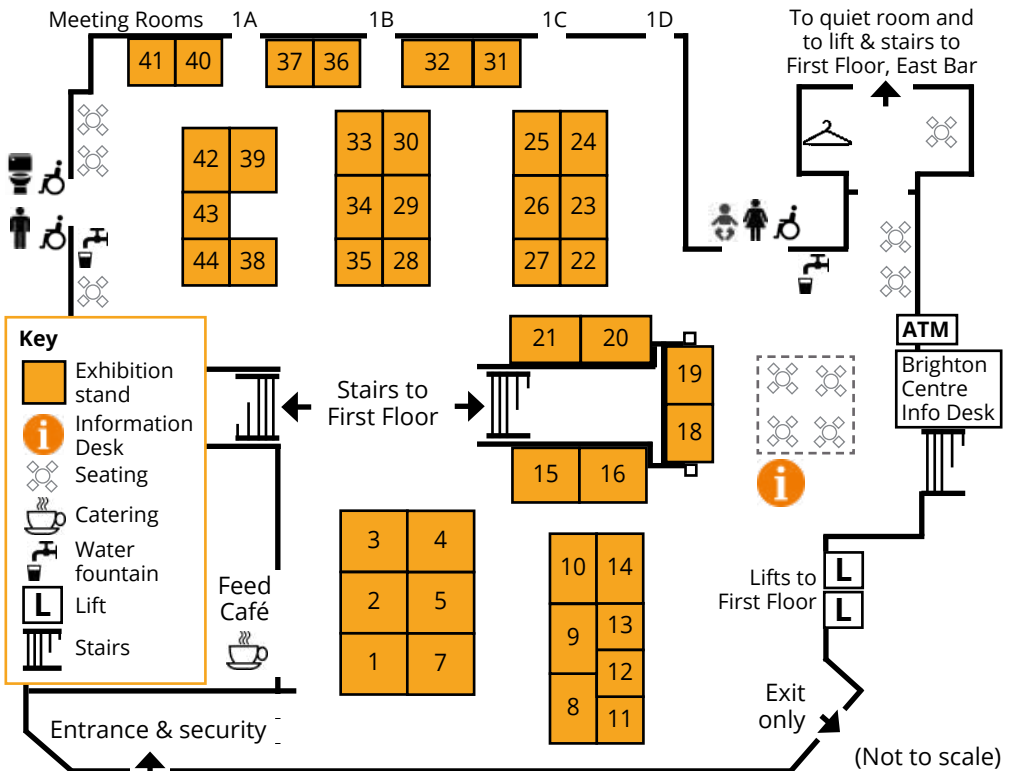 Meeting Rooms 1A 1B 1C 1D
To quiet room and
to lift & stairs to
First Floor, East Bar
41 40 37 36 32 31
33 30 25 24
42 39
34 29 26 23
43
44 38 35 28 27 22
21 20
19
18
15 16
ATM
Brighton
Centre
Info Desk
Stairs to
First Floor
Key
Exhibition
stand
i
Information
Desk
Seating
Catering
Water
fountain
L
Lift
Stairs
i
3 4
2 5
1 7
10 14
9 13
12
8 11
Feed
Café
Lifts to
First Floor
L
L
Exit
only
Entrance & security
(Not to scale)